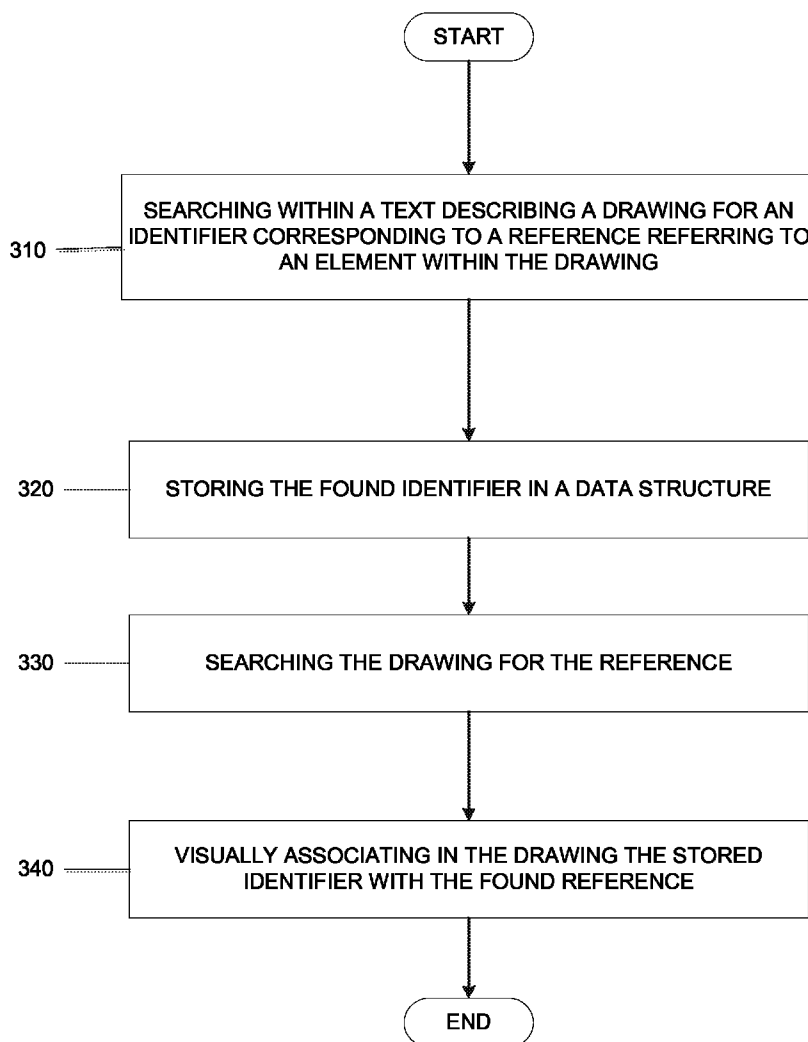 START
SEARCHING WITHIN A TEXT DESCRIBING A DRAWING FOR AN
IDENTIFIER CORRESPONDING TO A REFERENCE REFERRING TO
AN ELEMENT WITHIN THE DRAWING
310
320
STORING THE FOUND IDENTIFIER IN A DATA STRUCTURE
330
SEARCHING THE DRAWING FOR THE REFERENCE
VISUALLY ASSOCIATING IN THE DRAWING THE STORED
IDENTIFIER WITH THE FOUND REFERENCE
340
END